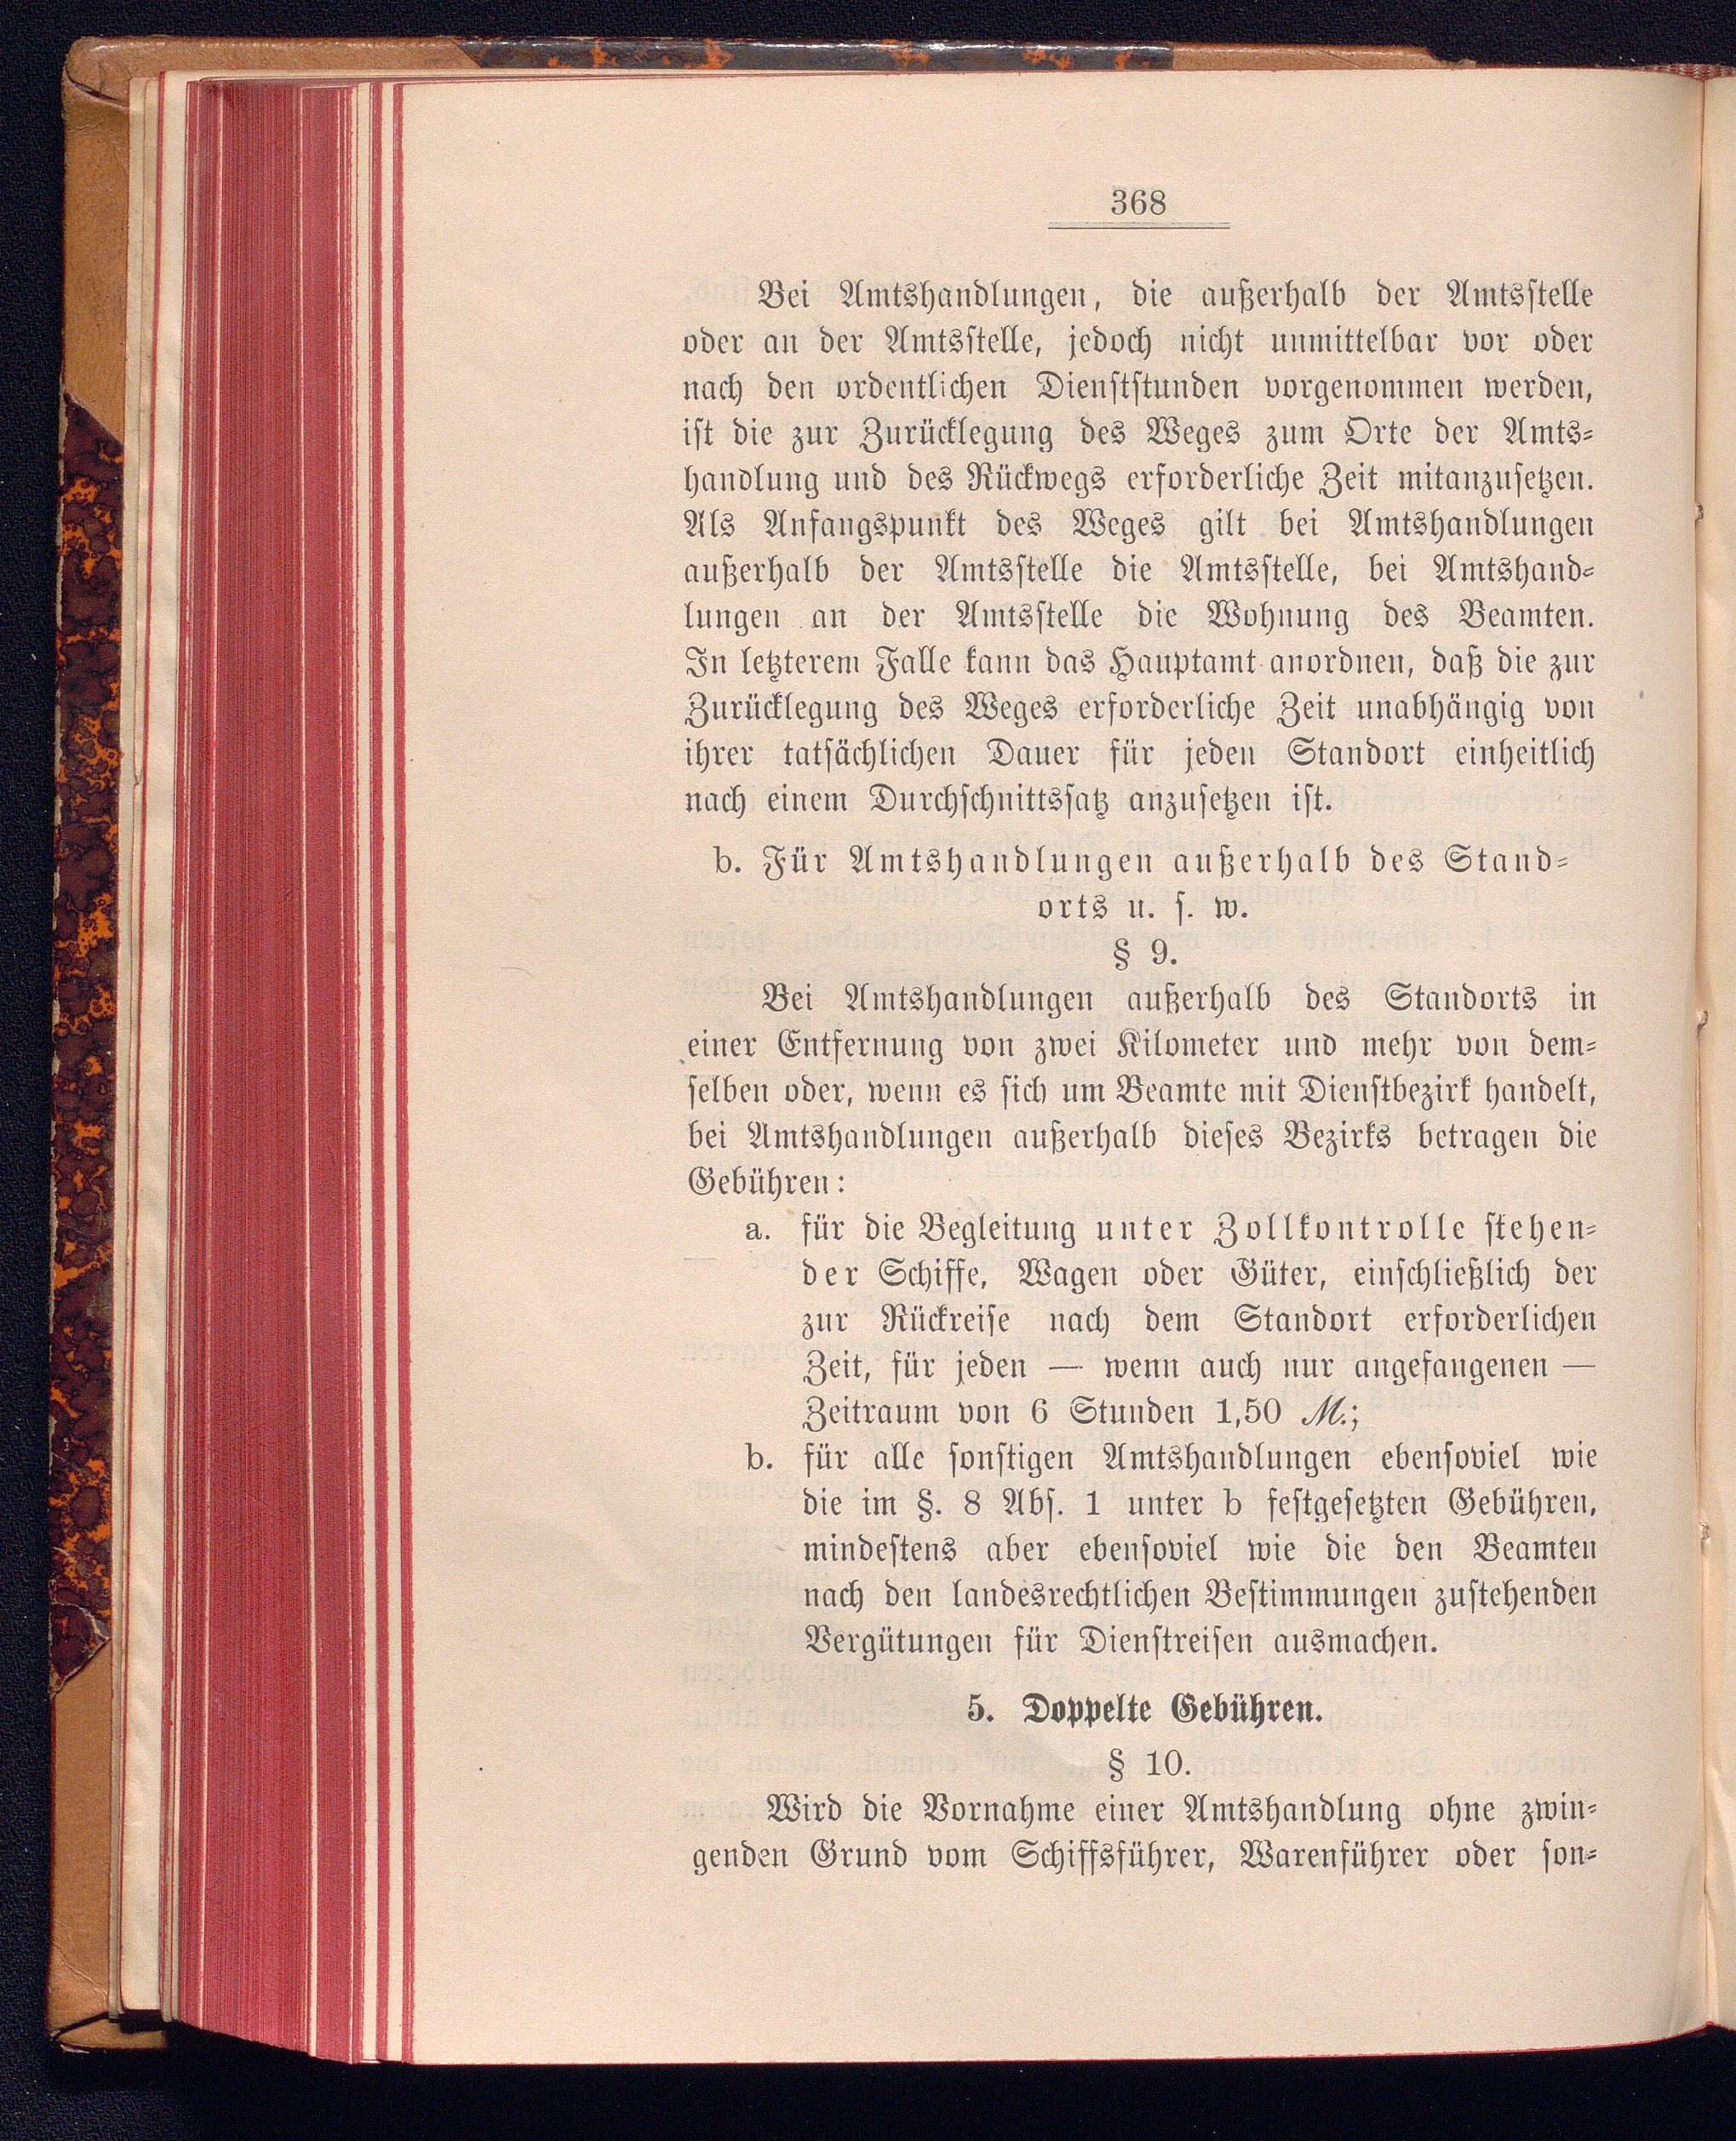 368
Bei Amtshandlungen, die außerhalb der Amtsstelle
oder an der Amtsstelle, jedoch nicht unmittelbar vor oder
nach den ordentlichen Dienststunden vorgenommen werden,
ist die zur Zurücklegung des Weges zum Orte der Amts-
handlung und des Rückwegs erforderliche Zeit mitanzusetzen.
Als Anfangspunkt des Weges gilt bei Amtshandlungen
außerhalb der Amtsstelle die Amtsstelle, bei Amtshand-
lungen an der Amtsstelle die Wohnung des Beamten.
In letzterem Falle kann das Hauptamt anordnen, daß die zur
Zurücklegung des Weges erforderliche Zeit unabhängig von
ihrer tatsächlichen Dauer für jeden Standort einheitlich
nach einem Durchschnittssatz anzusetzen ist.
b. Für Amtshandlungen außerhalb des Stand-
orts u. s. w.
§ 9.
Bei Amtshandlungen außerhalb des Standorts in
einer Entfernung von zwei Kilometer und mehr von dem-
selben oder, wenn es sich um Beamte mit Dienstbezirk handelt,
bei Amtshandlungen außerhalb dieses Bezirks betragen die
Gebühren:
a. für die Begleitung unter Zollkontrolle stehen-
der Schiffe, Wagen oder Güter, einschließlich der
zur Rückreise nach dem Standort erforderlichen
Zeit, für jeden — wenn auch nur angefangenen —
Zeitraum von 6 Stunden 1,50 M.;
b. für alle sonstigen Amtshandlungen ebensoviel wie
die im §. 8 Abs. 1 unter b festgesetzten Gebühren,
mindestens aber ebensoviel wie die den Beamten
nach den landesrechtlichen Bestimmungen zustehenden
Vergütungen für Dienstreisen ausmachen.
5. Doppelte Gebühren.
§ 10.
Wird die Vornahme einer Amtshandlung ohne zwin-
genden Grund vom Schiffsführer, Warenführer oder son-